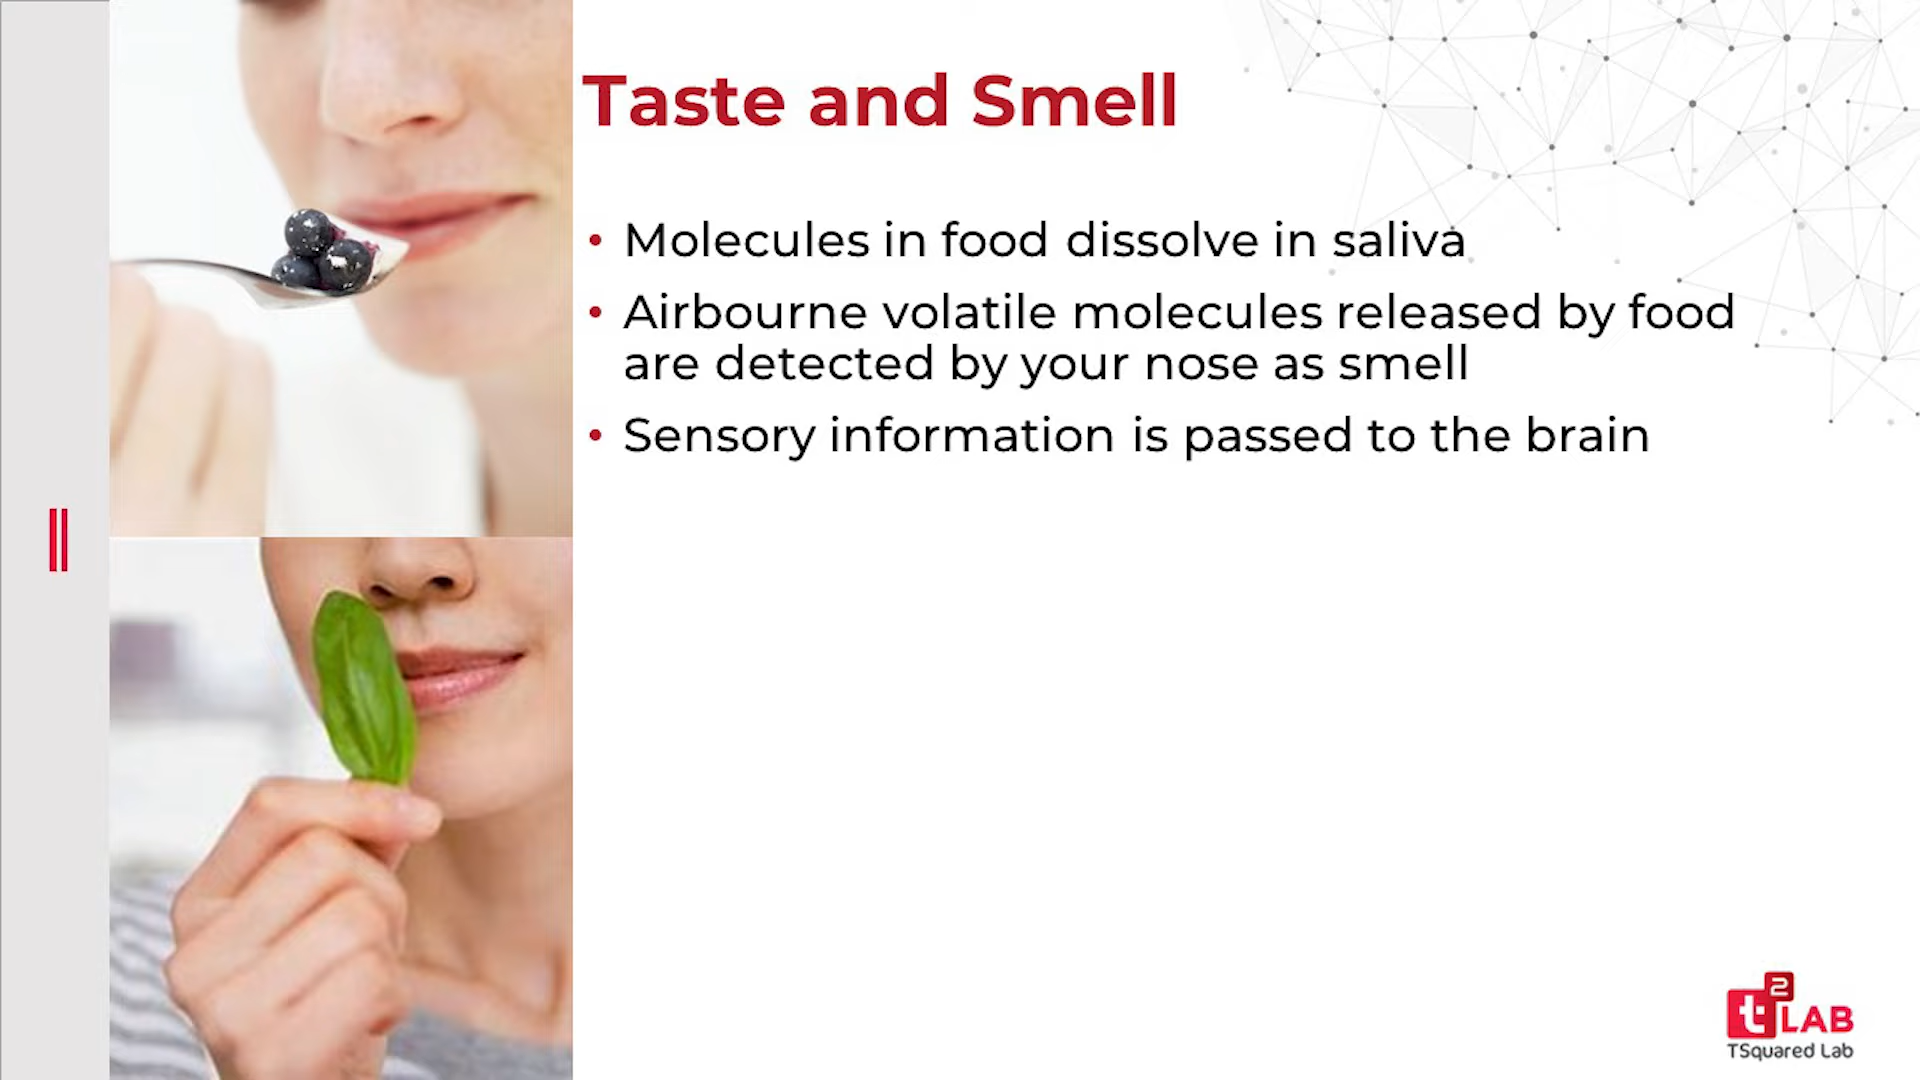 Taste and Smell
• Molecules in food dissolve in saliva
• Airbourne volatile molecules released by food
are detected by your nose as smell
• Sensory information is passed to the brain
t2 LAB
TSquared Lab